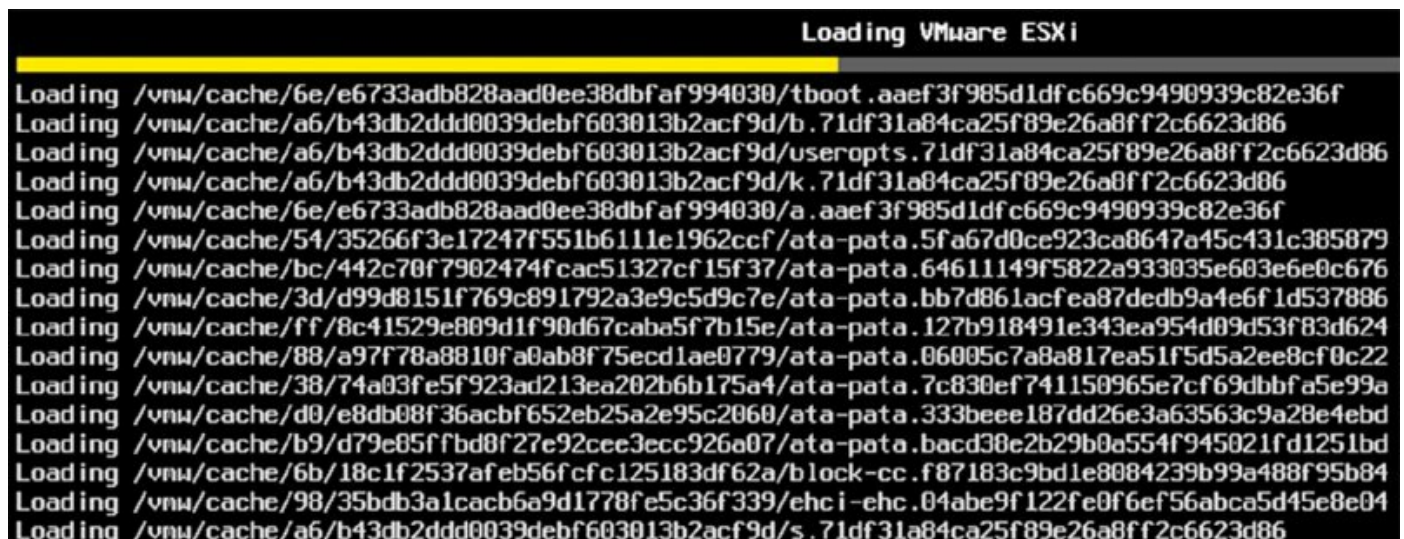 Loading VMware ESXi
Loading /vmw/cache/6e/e6733adb828aad0ee38dbfaf994030/tboot.aaef3f985d1dfc669c9490939c82e36f
Loading /vmw/cache/a6/b43db2ddd0039debf603013b2acf9d/b.71df31a84ca25f89e26a8ff2c6623d86
Loading /vmw/cache/a6/b43db2ddd0039debf603013b2acf9d/useropts.71df31a84ca25f89e26a8ff2c6623d86
Loading /vmw/cache/a6/b43db2ddd0039debf603013b2acf9d/k.71df31a84ca25f89e26a8ff2c6623d86
Loading /vmw/cache/6e/e6733adb828aad0ee38dbfaf994030/a.aaef3f985d1dfc669c9490939c82e36f
Loading /vmw/cache/54/35266f3e17247f551b6111e1962ccf/ata-pata.5fa67d0ce923ca8647a45c431c385879
Loading /vmw/cache/bc/442c70f7902474fcac51327cf15f37/ata-pata.64611149f5822a933035e603e6e0c676
Loading /vmw/cache/3d/d99d8151f769c891792a3e9c5d9c7e/ata-pata.bb7d861acfea87dedb9a4e6f1d537886
Loading /vmw/cache/ff/8c41529e809d1f90d67caba5f7b15e/ata-pata.127b918491e343ea954d09d53f83d624
Loading /vmw/cache/88/a97f78a8810fa0ab8f75ecd1ae0779/ata-pata.06005c7a8a817ea51f5d5a2ee8cf0c22
Loading /vmw/cache/38/74a03fe5f923ad213ea202b6b175a4/ata-pata.7c830ef741150965e7cf69dbbfa5e99a
Loading /vmw/cache/d0/e8db08f36acbf652eb25a2e95c2060/ata-pata.333beee187dd26e3a63563c9a28e4ebd
Loading /vmw/cache/b9/d79e85ffbd8f27e92cee3ecc926a07/ata-pata.bacd38e2b29b0a554f945021fd1251bd
Loading /vmw/cache/6b/18c1f2537afeb56fcfc125183df62a/block-cc.f87183c9bd1e8084239b99a488f95b84
Loading /vmw/cache/98/35bdb3a1cacb6a9d1778fe5c36f339/ehci-ehc.04abe9f122fe0f6ef56abca5d45e8e04
Loading /vmw/cache/a6/b43db2ddd0039debf603013b2acf9d/s.71df31a84ca25f89e26a8ff2c6623d86